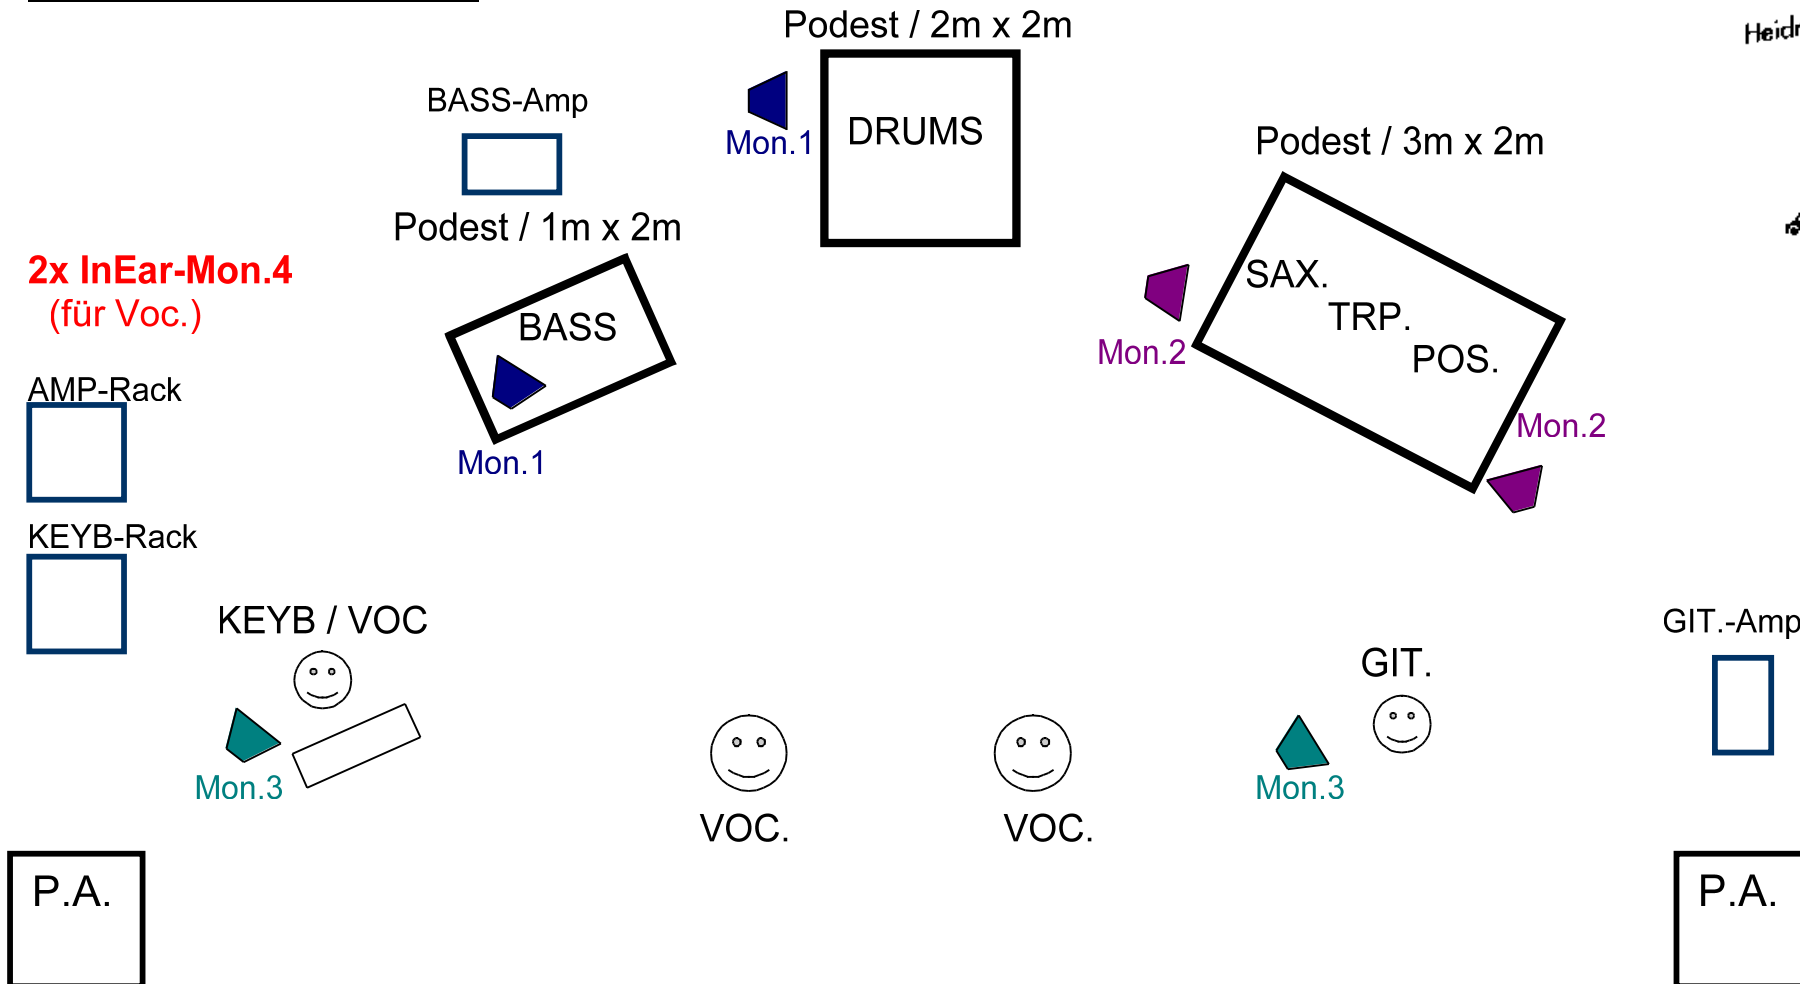 Podest / 2m x 2m
BASS-Amp
Mon.1
DRUMS
Podest / 3m x 2m
Podest / 1m x 2m
2x InEar-Mon.4
(für Voc.)
BASS
SAX.
TRP.
POS.
Mon.2
AMP-Rack
Mon.2
Mon.1
KEYB-Rack
KEYB / VOC
GIT.-Amp
GIT.
Mon.3
Mon.3
VOC.
VOC.
P.A.
P.A.